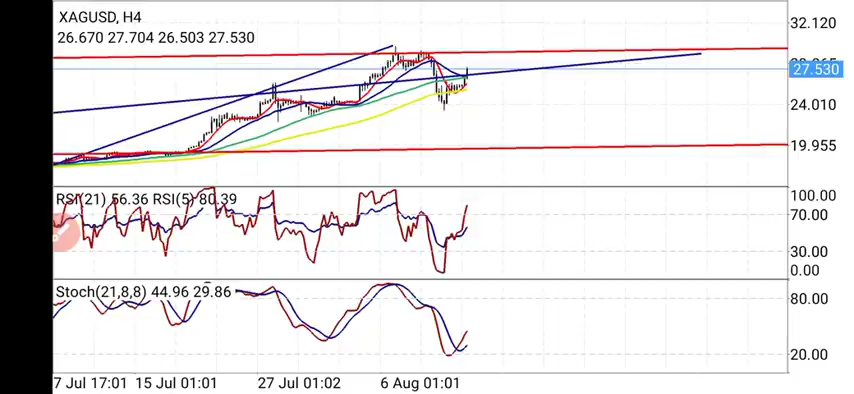 XAGUSD, H4
26.670 27.704 26.503 27.530
32.120
27.530
24.010
19.955
RSI(21) 56.36 RSI(5) 80.39
100.00
70.00
30.00
0.00
Stoch(21,8,8) 44.96 29.86
80.00
20.00
7 Jul 17:01 15 Jul 01:01 27 Jul 01:02 6 Aug 01:01